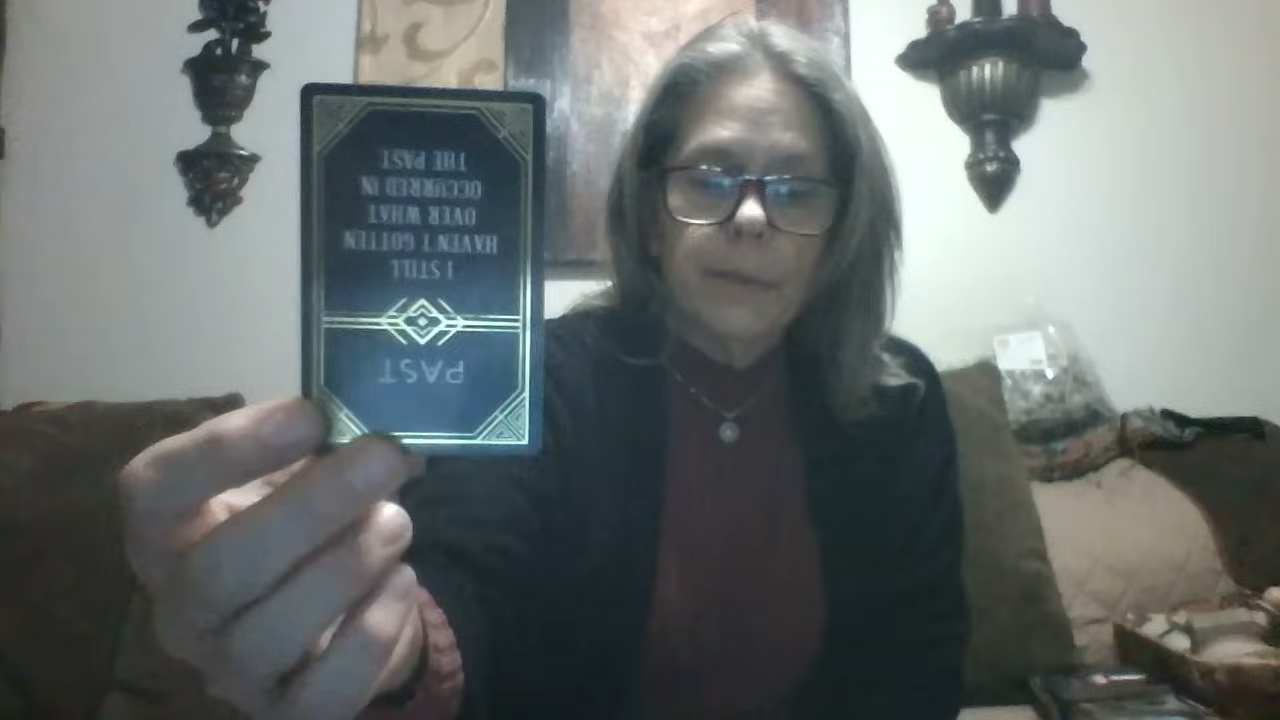 PAST
I STILL
HAVEN'T GOTTEN
OVER WHAT
OCCURRED IN
THE PAST